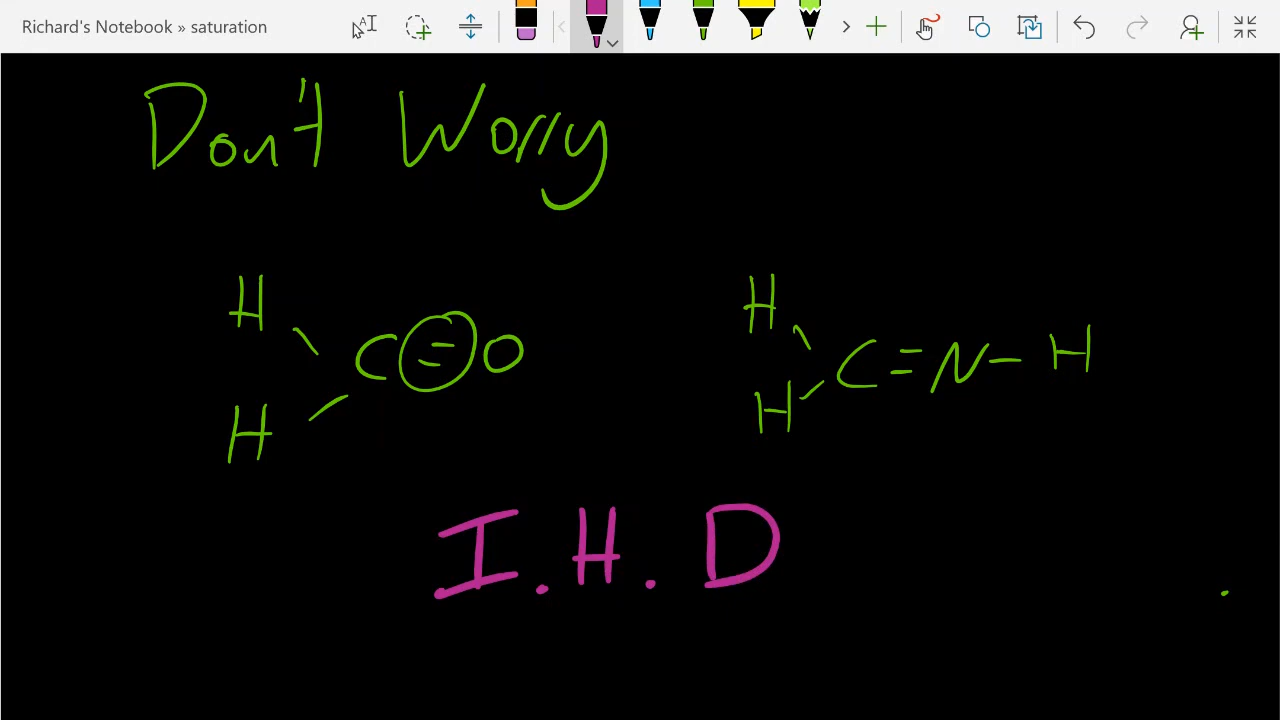 Richard's Notebook » saturation
Don't Worry
H H
C=O C=N-H
H H
I.H.D